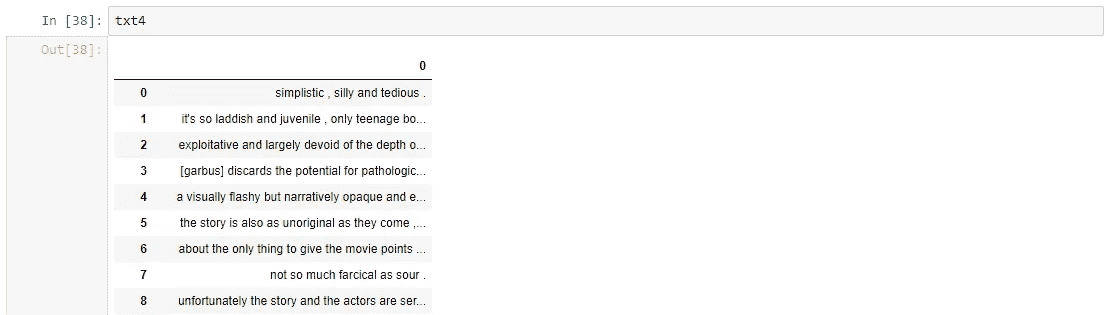 In [38]: txt4
Out[38]:
0
0 simplistic , silly and tedious .
1 it's so laddish and juvenile , only teenage bo...
2 exploitative and largely devoid of the depth o...
3 [garbus] discards the potential for pathologic...
4 a visually flashy but narratively opaque and e...
5 the story is also as unoriginal as they come ,...
6 about the only thing to give the movie points ...
7 not so much farcical as sour .
8 unfortunately the story and the actors are ser...